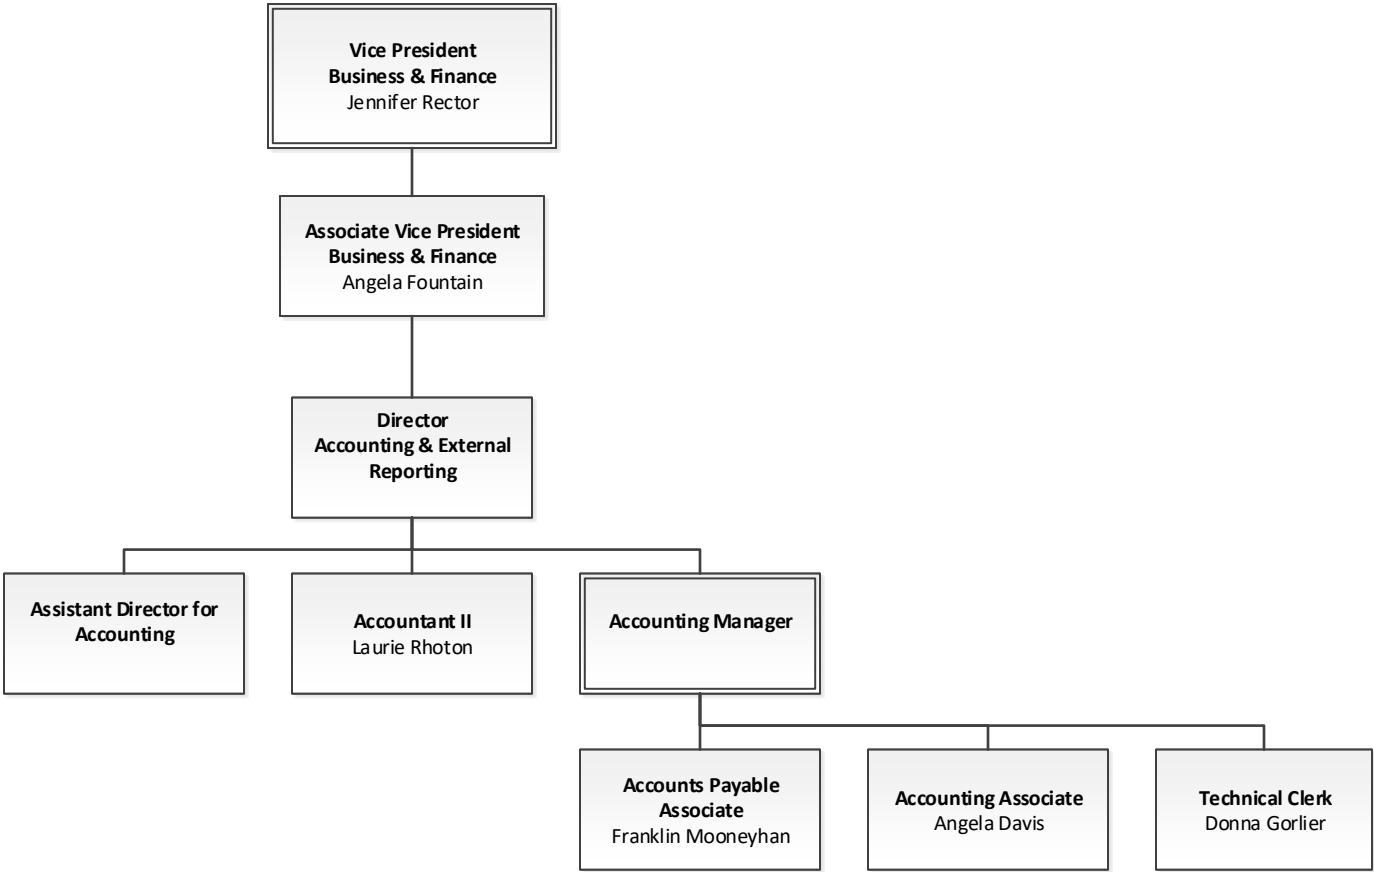 Vice President
Business & Finance
Jennifer Rector
Associate Vice President
Business & Finance
Angela Fountain
Director
Accounting & External
Reporting
Assistant Director for
Accounting
Accountant II
Laurie Rhoton
Accounting Manager
Accounts Payable
Associate
Franklin Mooneyhan
Accounting Associate
Angela Davis
Technical Clerk
Donna Gorlier